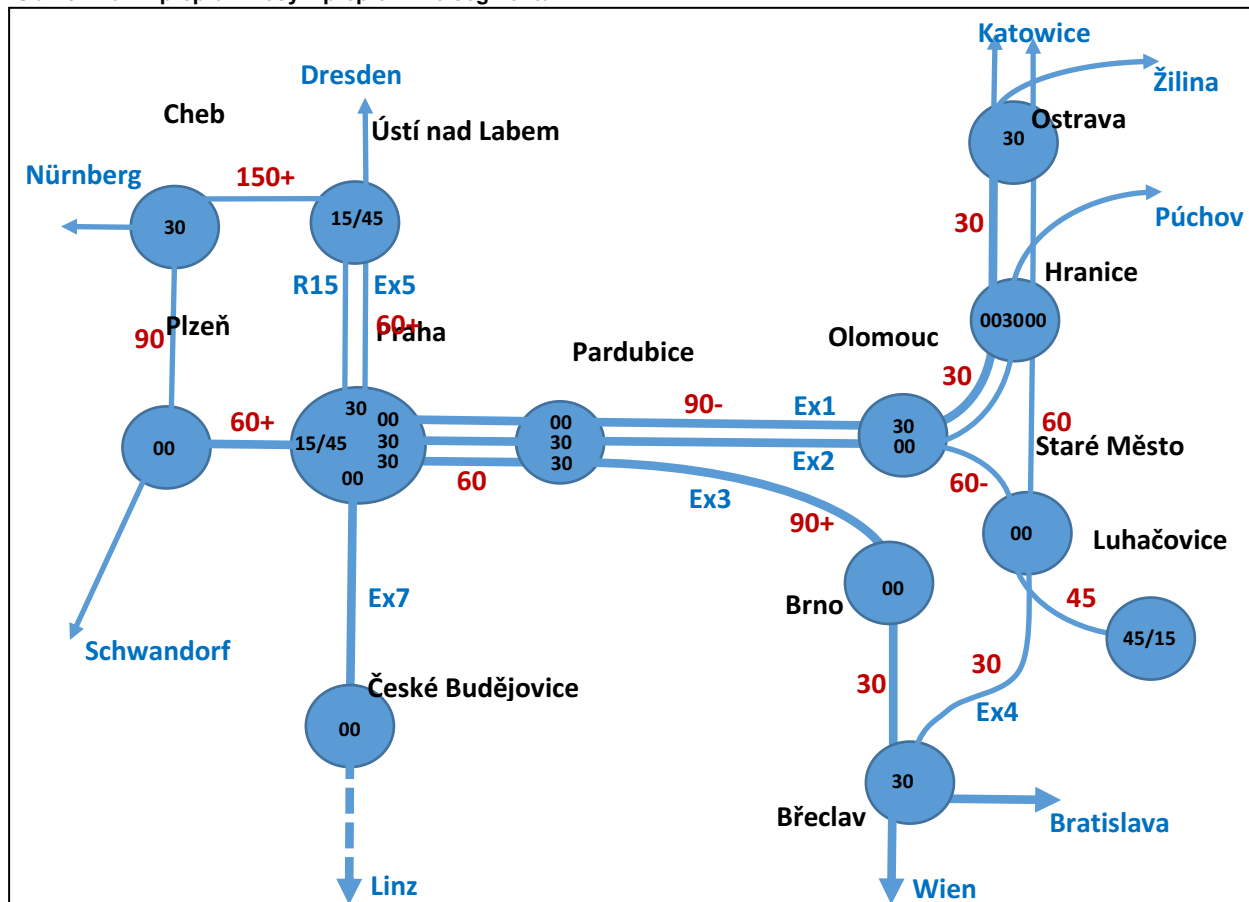 Katowice
Dresden
Žilina
Cheb
Ústí nad Labem
Ostrava
30
Nürnberg
150+
30
15/45
Púchov
30
R15
Ex5
Hranice
60+
Praha
Plzeň
90
Pardubice
Olomouc
003000
30
60+
15/45
30
00
30
30
00
00
00
30
30
90-
Ex1
Ex2
30
00
60
Staré Město
60
Ex3
60-
00
90+
00
Luhačovice
Ex7
Brno
45
45/15
Schwandorf
30
30
České Budějovice
Ex4
00
30
Břeclav
Bratislava
Linz
Wien